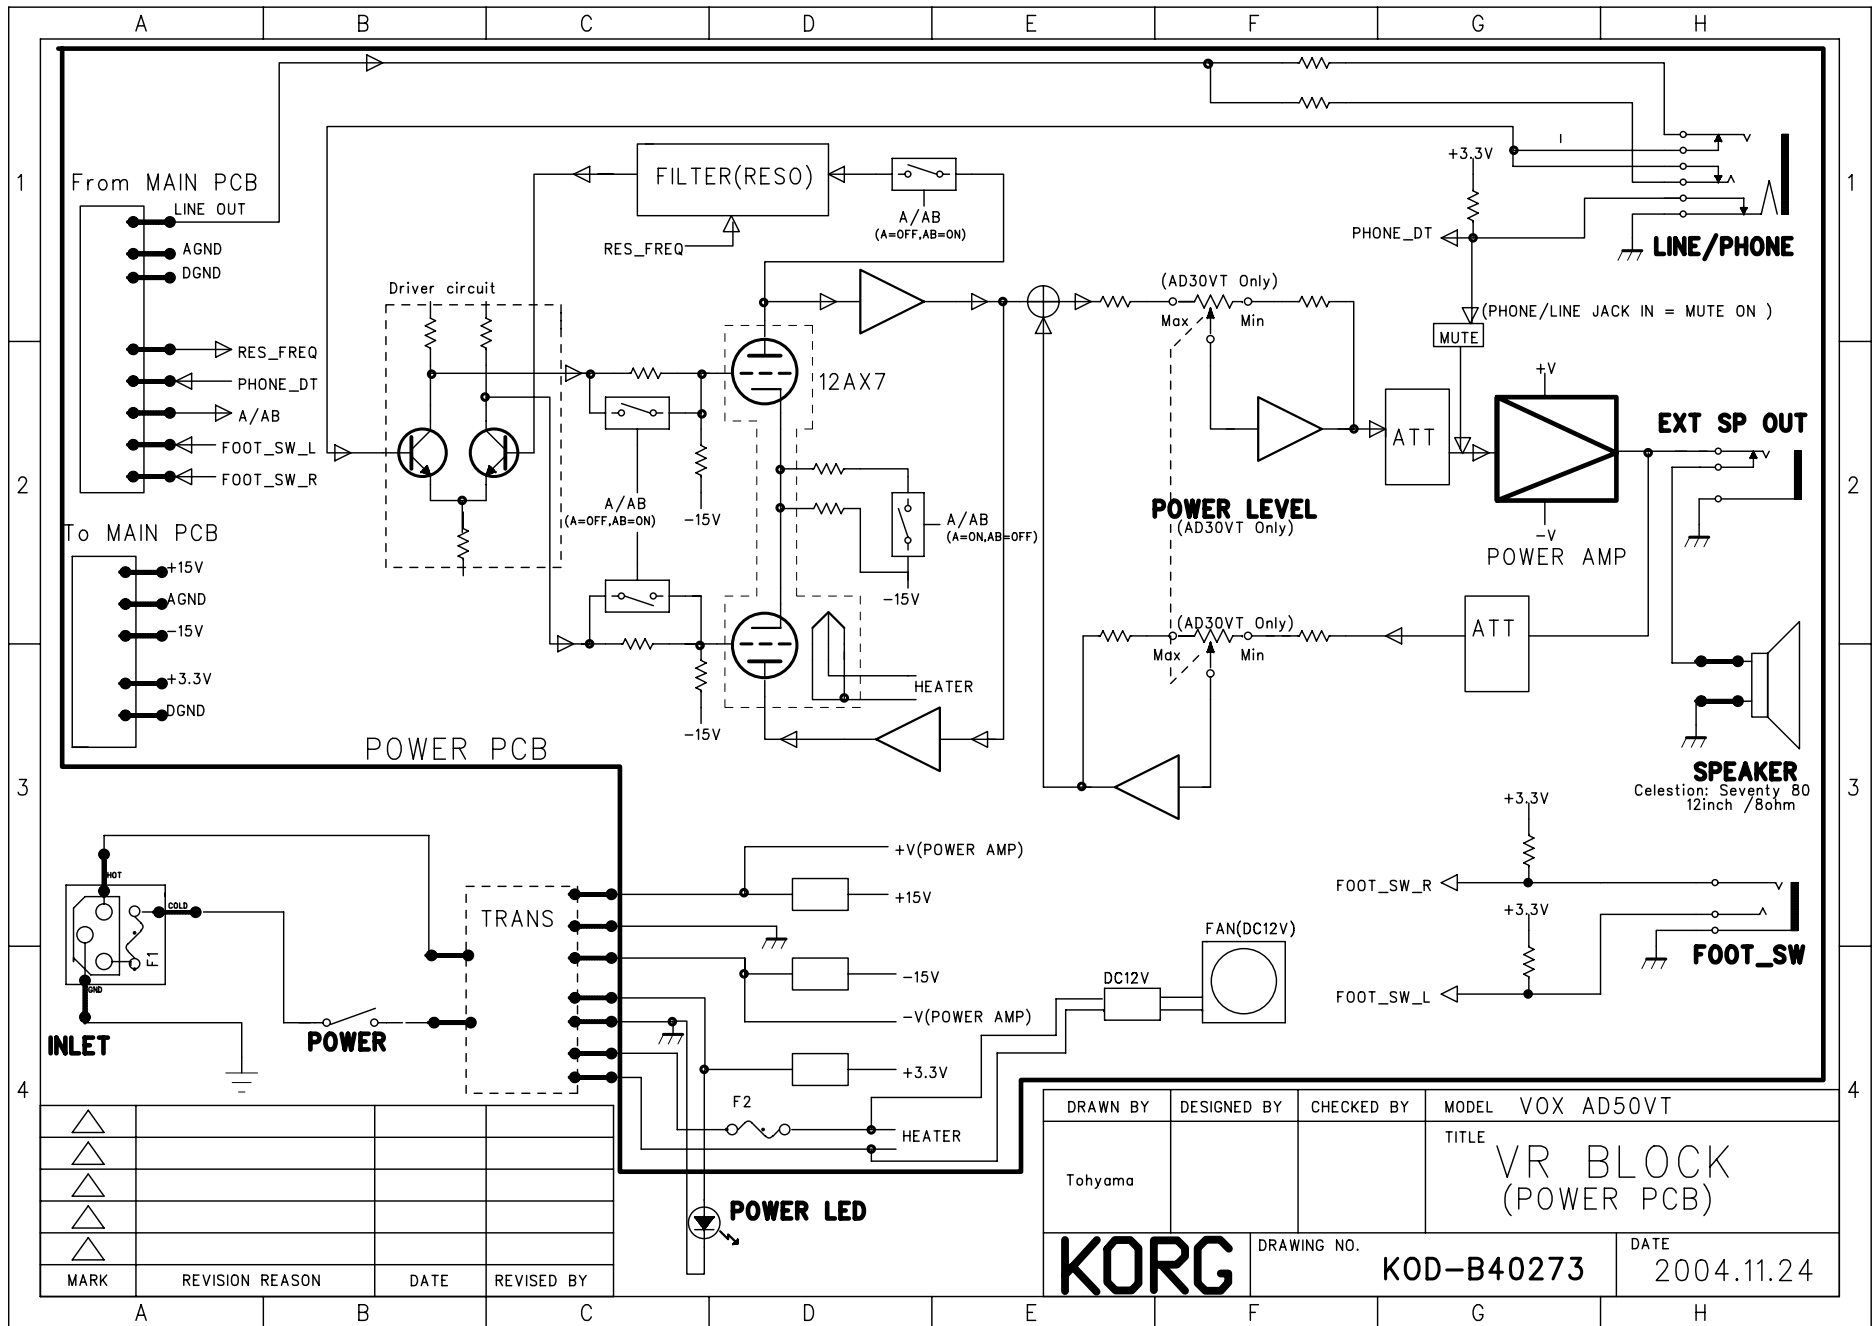 A B C D E F G H
1
1
From MAIN PCB
LINE OUT
AGND
DGND
RES_FREQ
PHONE_DT
A/AB
FOOT_SW_L
FOOT_SW_R
To MAIN PCB
+15V
AGND
-15V
+3.3V
DGND
2
2
3
3
4
4
Driver circuit
FILTER(RESO)
RES_FREQ
A/AB
(A=OFF,AB=ON)
12AX7
A/AB
(A=OFF,AB=ON)
-15V
A/AB
(A=ON,AB=OFF)
-15V
-15V
HEATER
(AD30VT Only)
Max
Min
POWER LEVEL
(AD30VT Only)
(AD30VT Only)
Max
Min
+3.3V
PHONE_DT
(PHONE/LINE JACK IN = MUTE ON )
MUTE
LINE/PHONE
ATT
+V
-V
POWER AMP
EXT SP OUT
ATT
SPEAKER
Celestion: Seventy 80
12inch /8ohm
POWER PCB
HOT
COLD
F1
GND
INLET
POWER
TRANS
+V(POWER AMP)
+15V
-15V
-V(POWER AMP)
+3.3V
F2
HEATER
POWER LED
DC12V
FAN(DC12V)
+3.3V
FOOT_SW_R
+3.3V
FOOT_SW_L
FOOT_SW
MARK REVISION REASON DATE REVISED BY
DRAWN BY DESIGNED BY CHECKED BY MODEL VOX AD50VT
Tohyama
TITLE
VR BLOCK
(POWER PCB)
KORG
DRAWING NO.
KOD-B40273
DATE
2004.11.24
A B C D E F G H